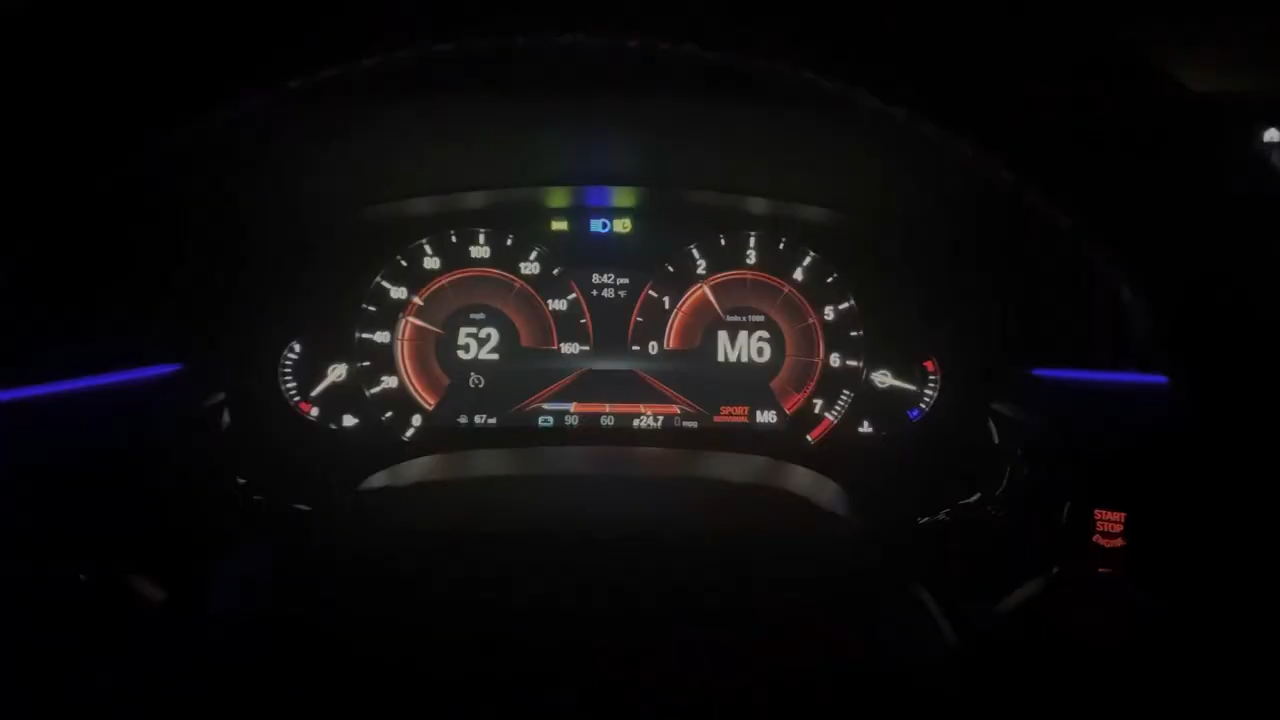 8:42 pm
+ 48 °F
0 20 40 60 80 100 120 140 160
mph
52
67 mi
0 1 2 3 4 5 6 7
1/min x 1000
M6
90 60 ø24.7 0 mpg
SPORT
INDIVIDUAL
M6
START
STOP
ENGINE